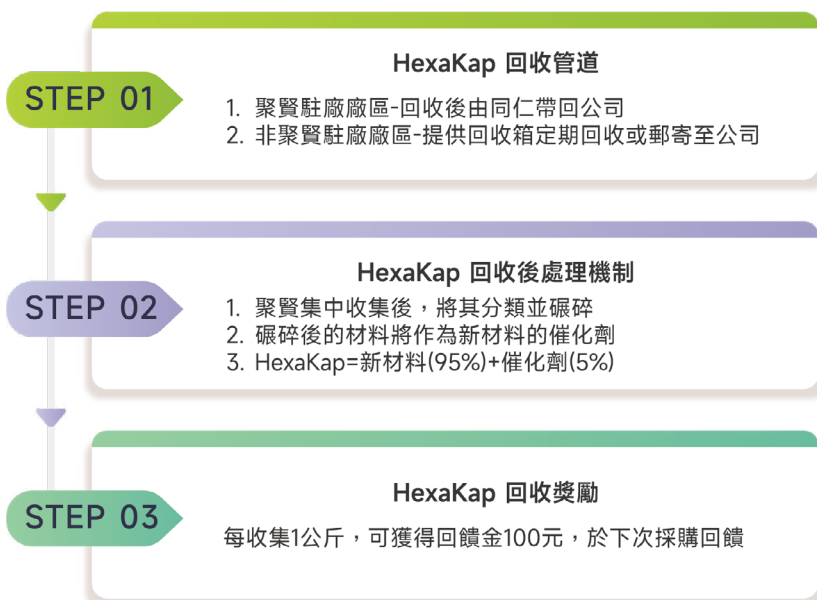 STEP 01
HexaKap 回收管道
1. 聚賢駐廠廠區-回收後由同仁帶回公司
2. 非聚賢駐廠廠區-提供回收箱定期回收或郵寄至公司
STEP 02
HexaKap 回收後處理機制
1. 聚賢集中收集後，將其分類並碾碎
2. 碾碎後的材料將作為新材料的催化劑
3. HexaKap=新材料(95%)+催化劑(5%)
STEP 03
HexaKap 回收獎勵
每收集1公斤，可獲得回饋金100元，於下次採購回饋